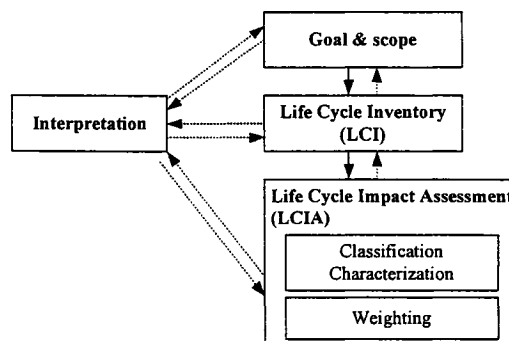 Goal & scope
Interpretation
Life Cycle Inventory
(LCI)
Life Cycle Impact Assessment
(LCIA)
Classification
Characterization
Weighting